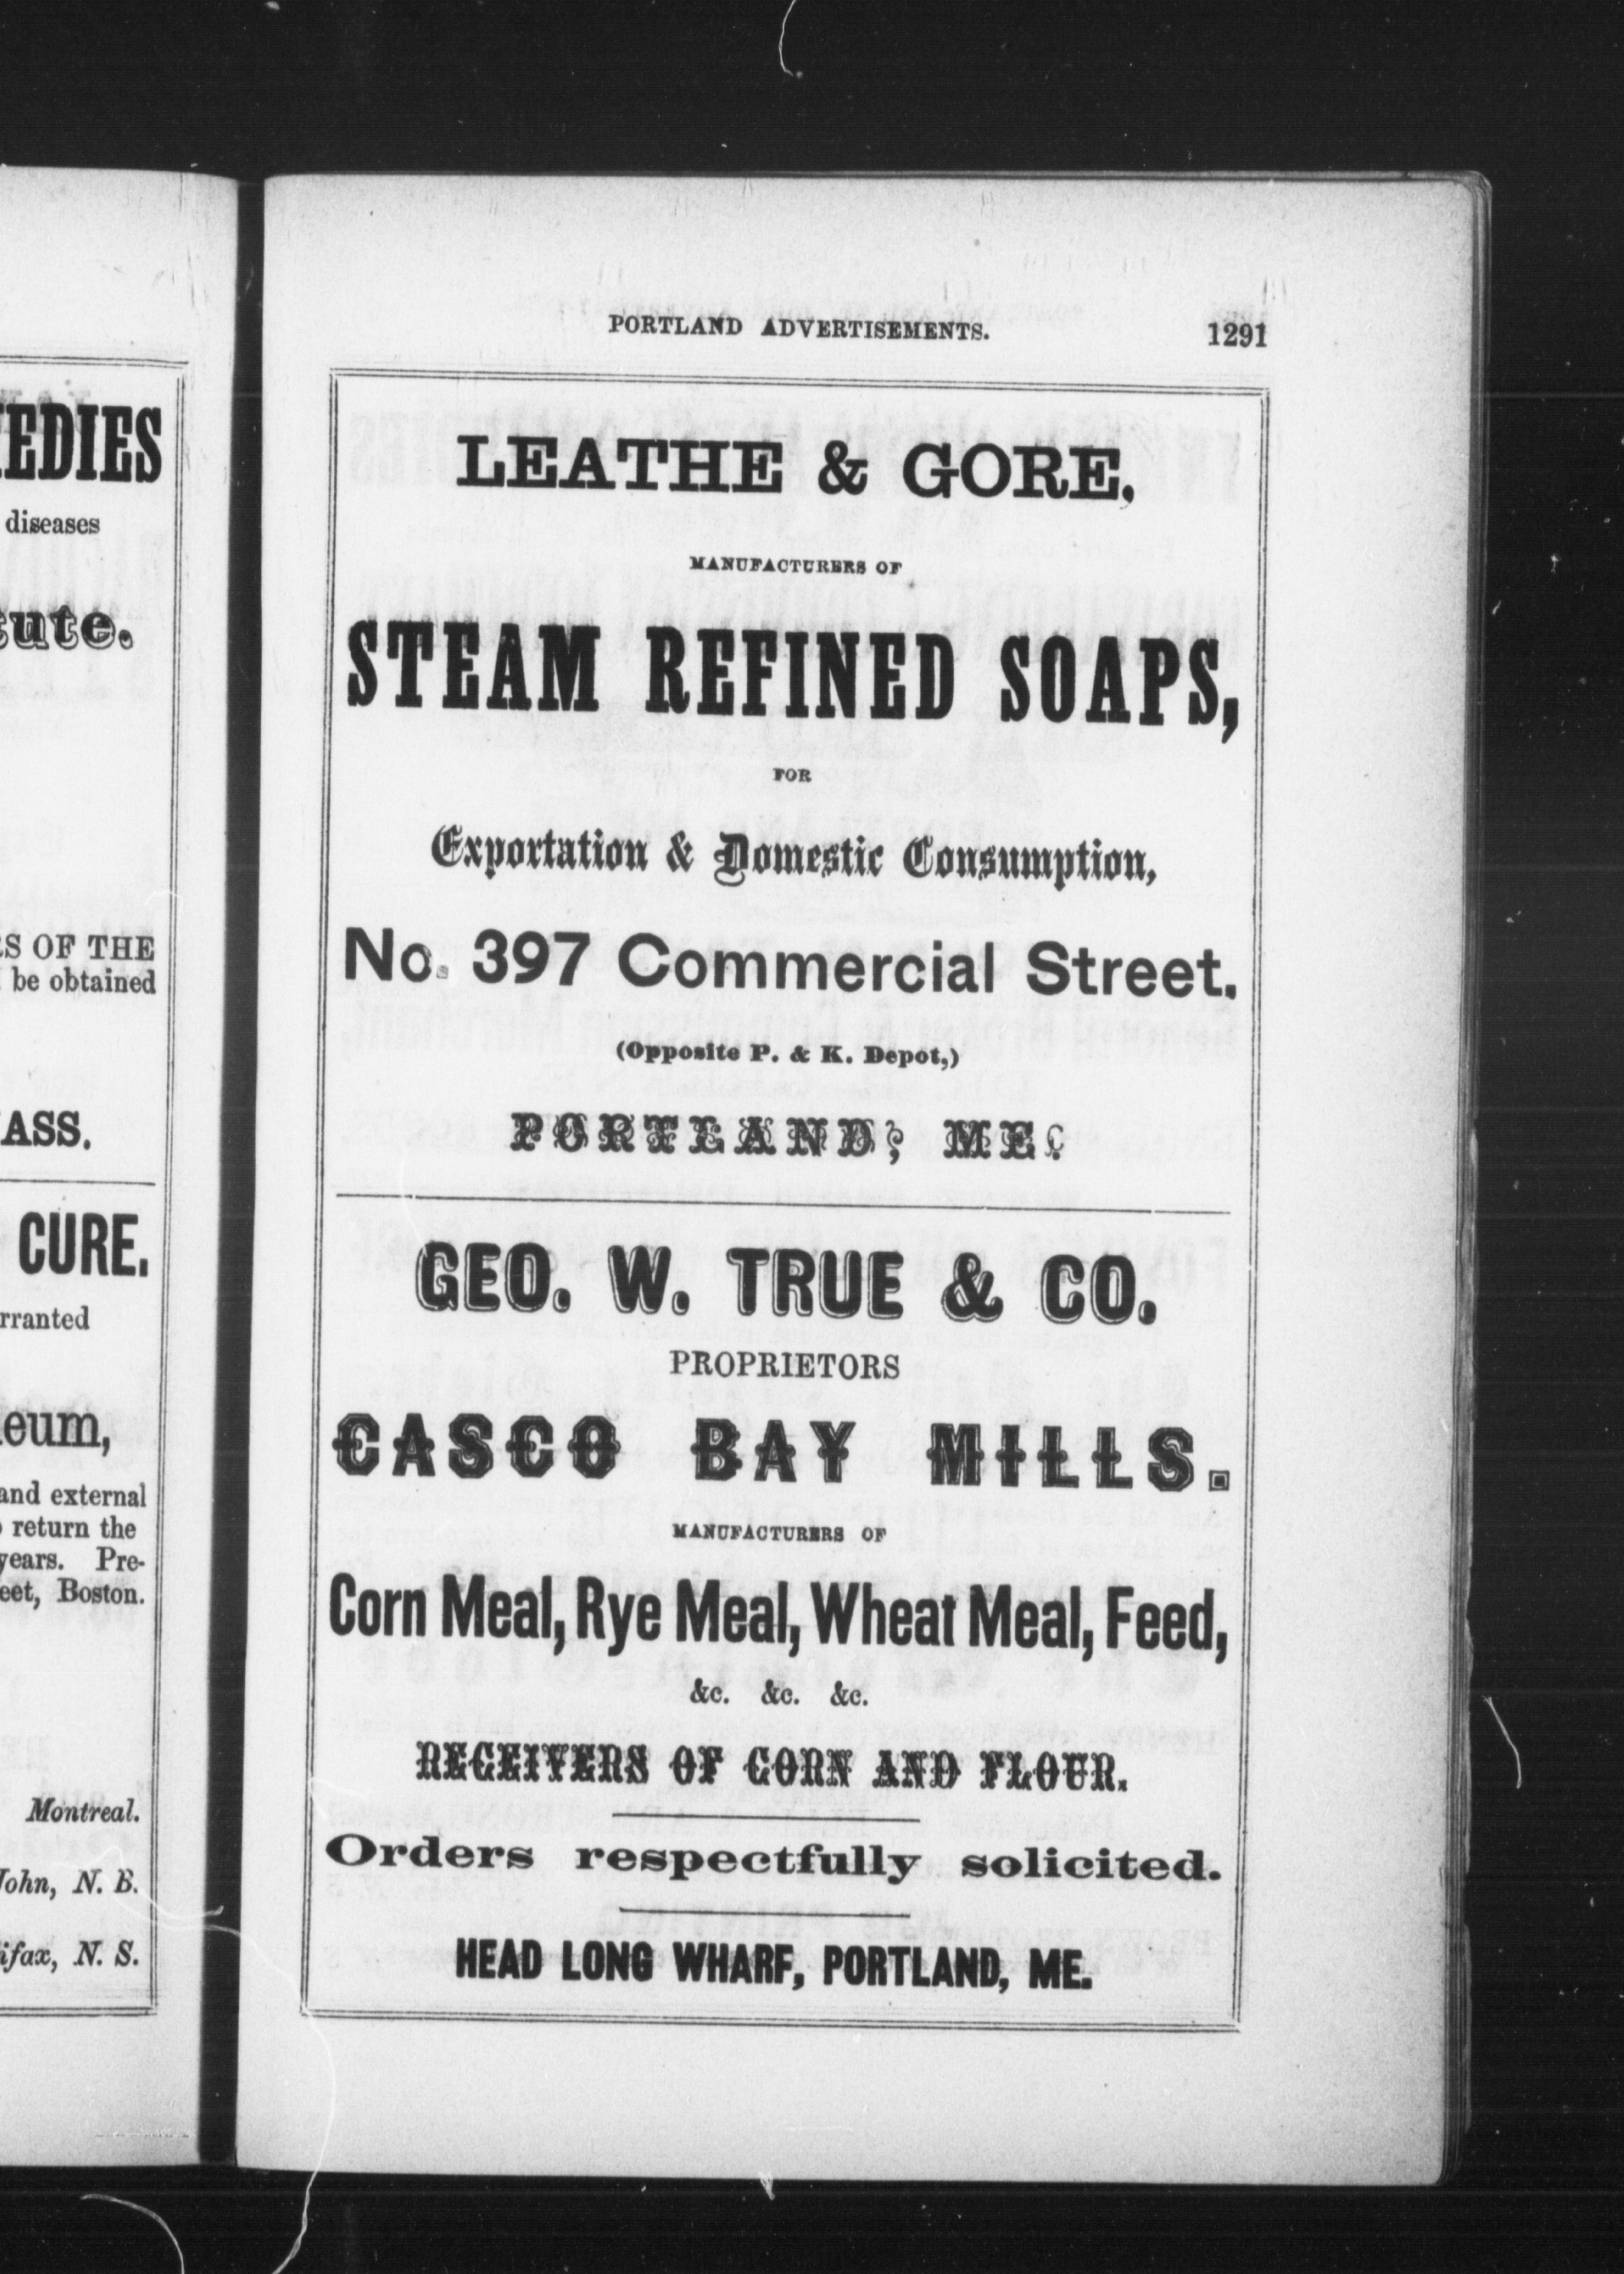 EDIES
diseases
ute.
S OF THE
be obtained
ASS.
CURE.
rranted
eum,
and external
return the
years. Pre-
eet, Boston.
Montreal.
John, N. B.
ifax, N. S.
PORTLAND ADVERTISEMENTS. 1291
LEATHE & GORE,
MANUFACTURERS OF
STEAM REFINED SOAPS,
FOR
Exportation & Domestic Consumption,
No. 397 Commercial Street,
(Opposite P. & K. Depot,)
PORTLAND, ME.
GEO. W. TRUE & CO.
PROPRIETORS
CASCO BAY MILLS.
MANUFACTURERS OF
Corn Meal, Rye Meal, Wheat Meal, Feed,
&c. &c. &c.
RECEIVERS OF CORN AND FLOUR.
Orders respectfully solicited.
HEAD LONG WHARF, PORTLAND, ME.